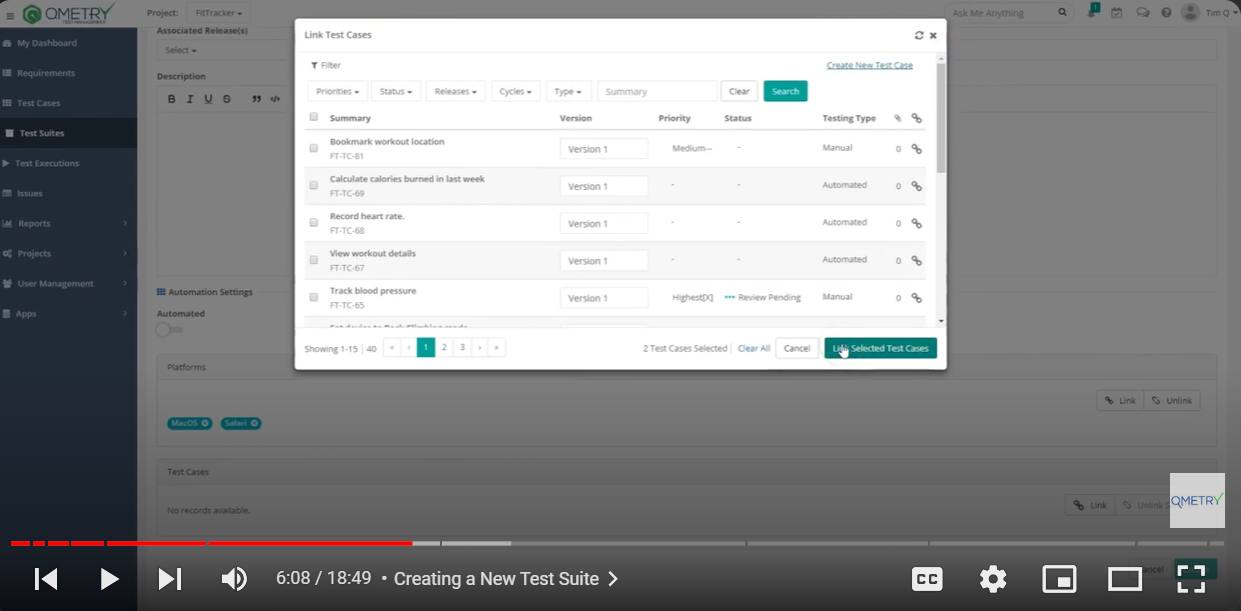 QMETRY
TEST MANAGEMENT
Project: FitTracker
Ask Me Anything
1
Tim Q
My Dashboard
Requirements
Test Cases
Test Suites
Test Executions
Issues
Reports
Projects
User Management
Apps
Associated Release(s)
Select
Description
B I U S
Link Test Cases
Filter
Create New Test Case
Priorities Status Releases Cycles Type Summary Clear Search
Summary Version Priority Status Testing Type
Bookmark workout location
FT-TC-81
Version 1 Medium-- - Manual 0
Calculate calories burned in last week
FT-TC-69
Version 1 - - Automated 0
Record heart rate.
FT-TC-68
Version 1 - - Automated 0
View workout details
FT-TC-67
Version 1 - - Automated 0
Track blood pressure
FT-TC-65
Version 1 Highest[X] Review Pending Manual 0
Showing 1-15 | 40 « ‹ 1 2 3 › »
2 Test Cases Selected | Clear All Cancel Link Selected Test Cases
Automation Settings
Automated
Platforms
Link Unlink
MacOS Safari
Test Cases
No records available.
Link Unlink
QMETRY
6:08 / 18:49 • Creating a New Test Suite
CC